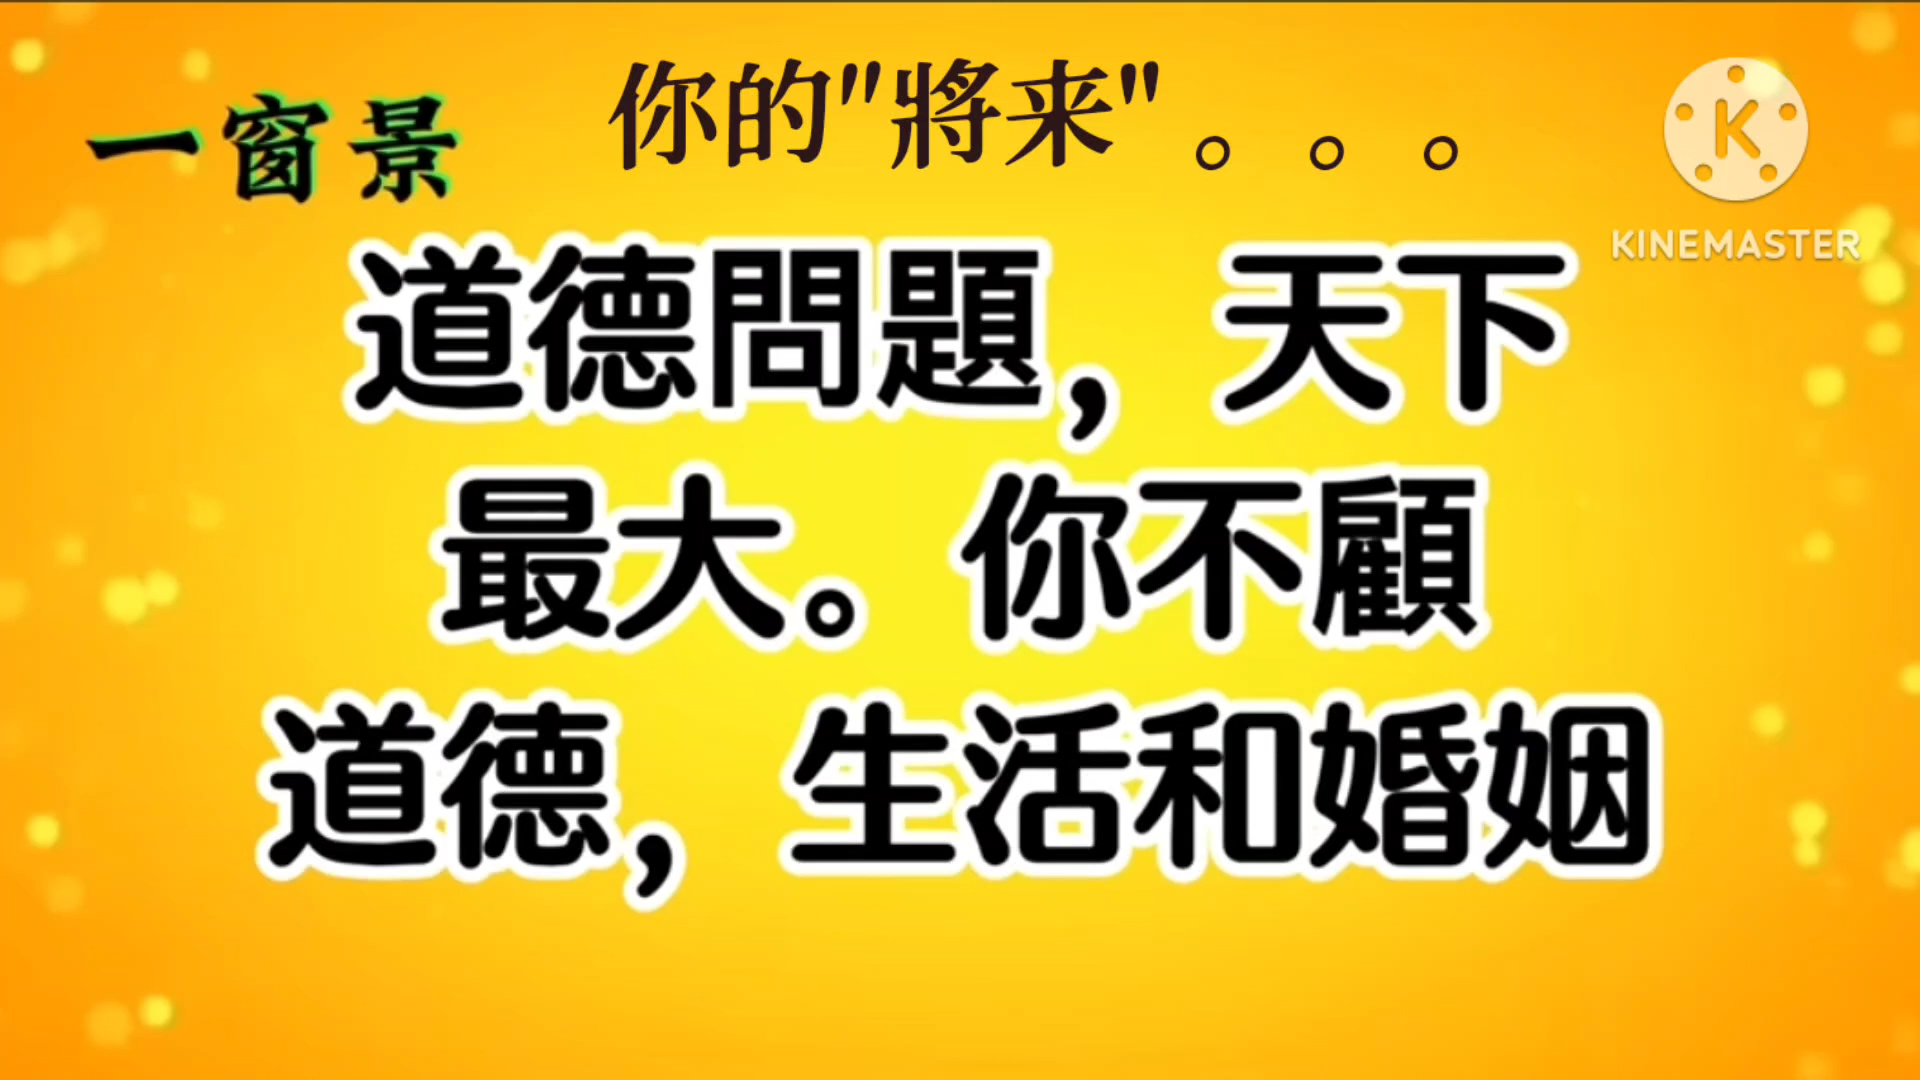 一窗景
你的"將来"。。。
KINEMASTER
道德問題，天下
最大。你不顧
道德，生活和婚姻